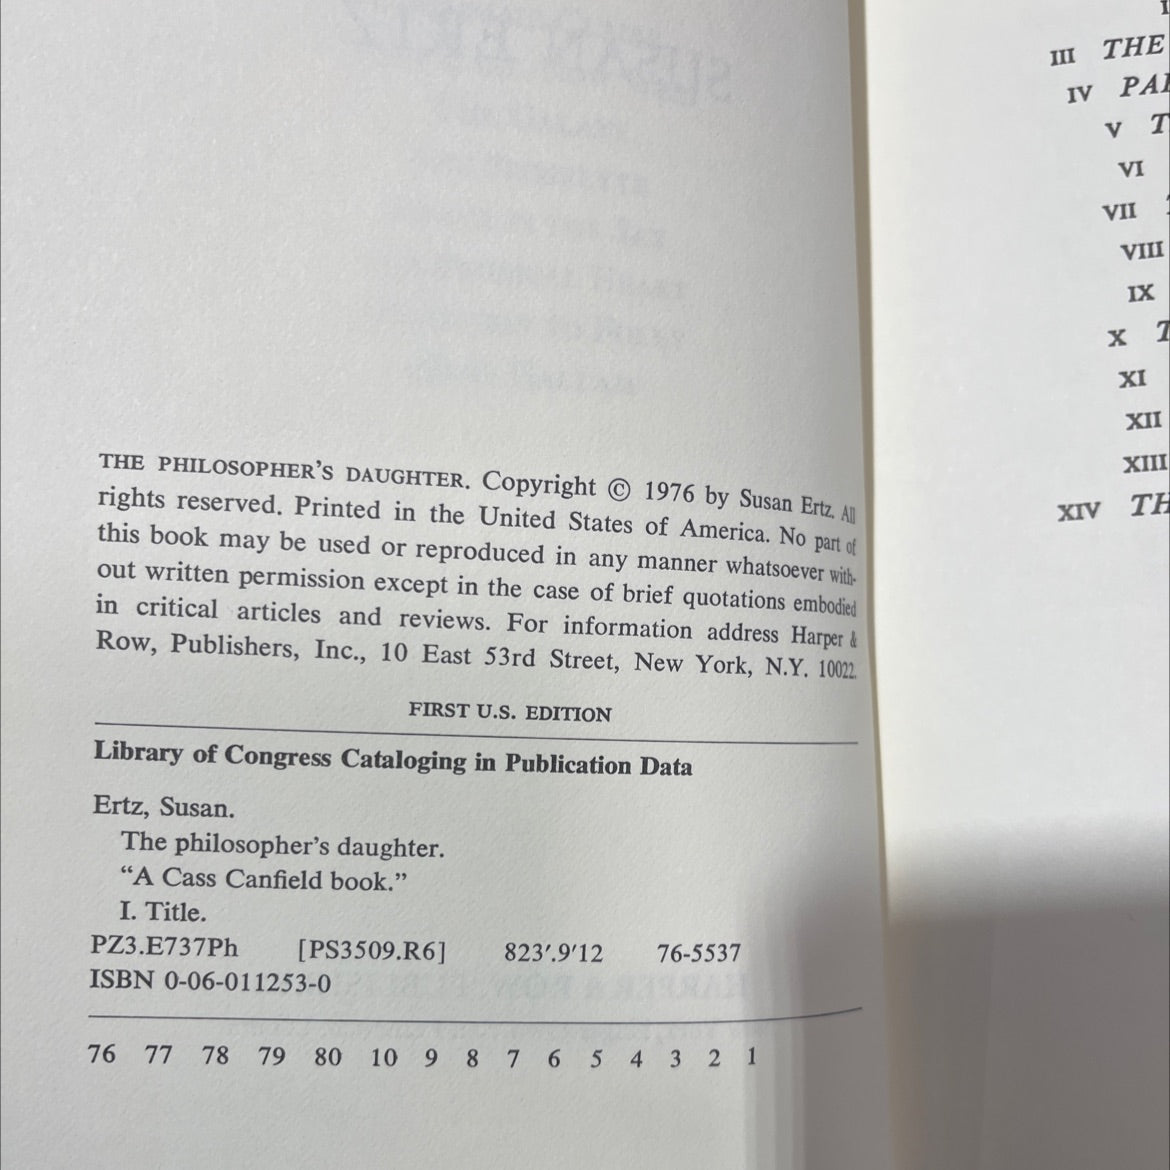 THE PHILOSOPHER'S DAUGHTER. Copyright © 1976 by Susan Ertz. All
rights reserved. Printed in the United States of America. No part of
this book may be used or reproduced in any manner whatsoever with-
out written permission except in the case of brief quotations embodied
in critical articles and reviews. For information address Harper &
Row, Publishers, Inc., 10 East 53rd Street, New York, N.Y. 10022.
FIRST U.S. EDITION
Library of Congress Cataloging in Publication Data
Ertz, Susan.
The philosopher's daughter.
“A Cass Canfield book.”
I. Title.
PZ3.E737Ph [PS3509.R6] 823′.9′12 76-5537
ISBN 0-06-011253-0
76 77 78 79 80 10 9 8 7 6 5 4 3 2 1
III THE
IV
V
VI
VII
VIII
IX
X
XI
XII
XIII
XIV